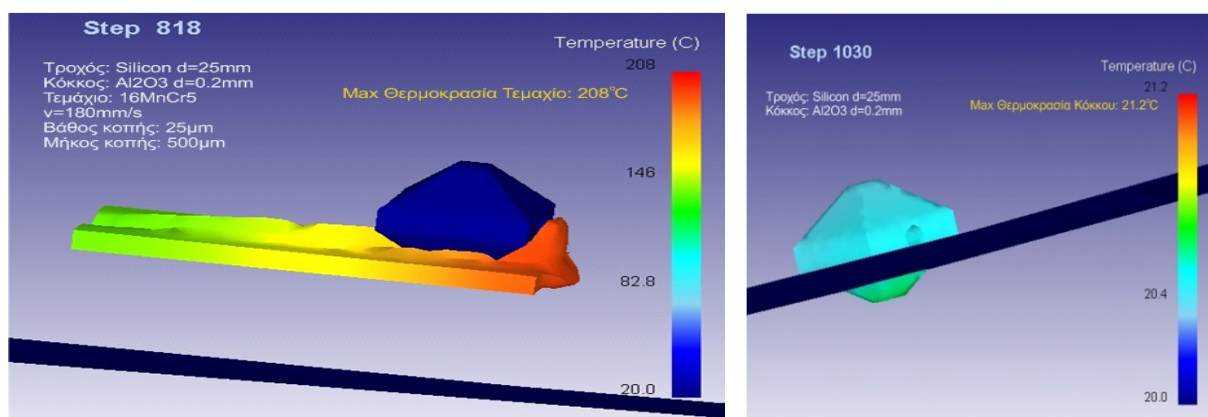 Step 818
Temperature (C)
Τροχός: Silicon d=25mm
Κόκκος: Al2O3 d=0.2mm
Τεμάχιο: 16MnCr5
v=180mm/s
Βάθος κοπής: 25μm
Μήκος κοπής: 500μm
Max Θερμοκρασία Τεμαχίο: 208°C
208
146
82.8
20.0
Step 1030
Temperature (C)
Τροχός: Silicon d=25mm
Κόκκος: Al2O3 d=0.2mm
Max Θερμοκρασία Κόκκου: 21.2°C
21.2
20.4
20.0